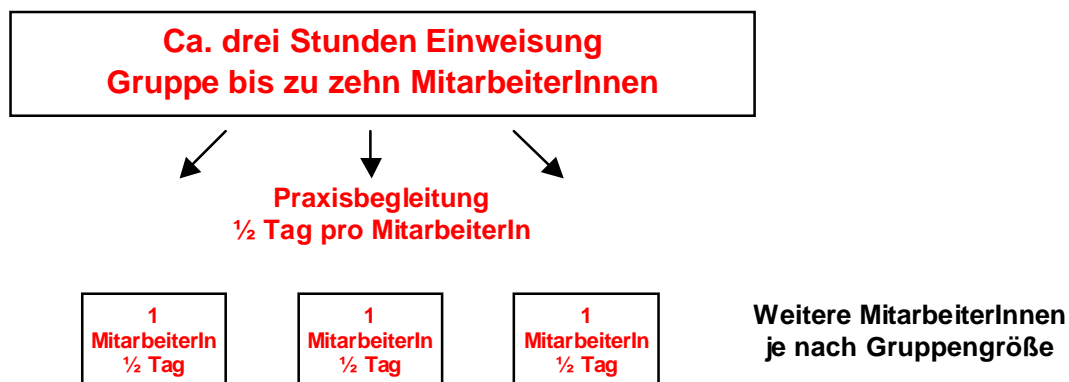 Ca. drei Stunden Einweisung
Gruppe bis zu zehn MitarbeiterInnen
Praxisbegleitung
½ Tag pro MitarbeiterIn
1
MitarbeiterIn
½ Tag
1
MitarbeiterIn
½ Tag
1
MitarbeiterIn
½ Tag
Weitere MitarbeiterInnen
je nach Gruppengröße